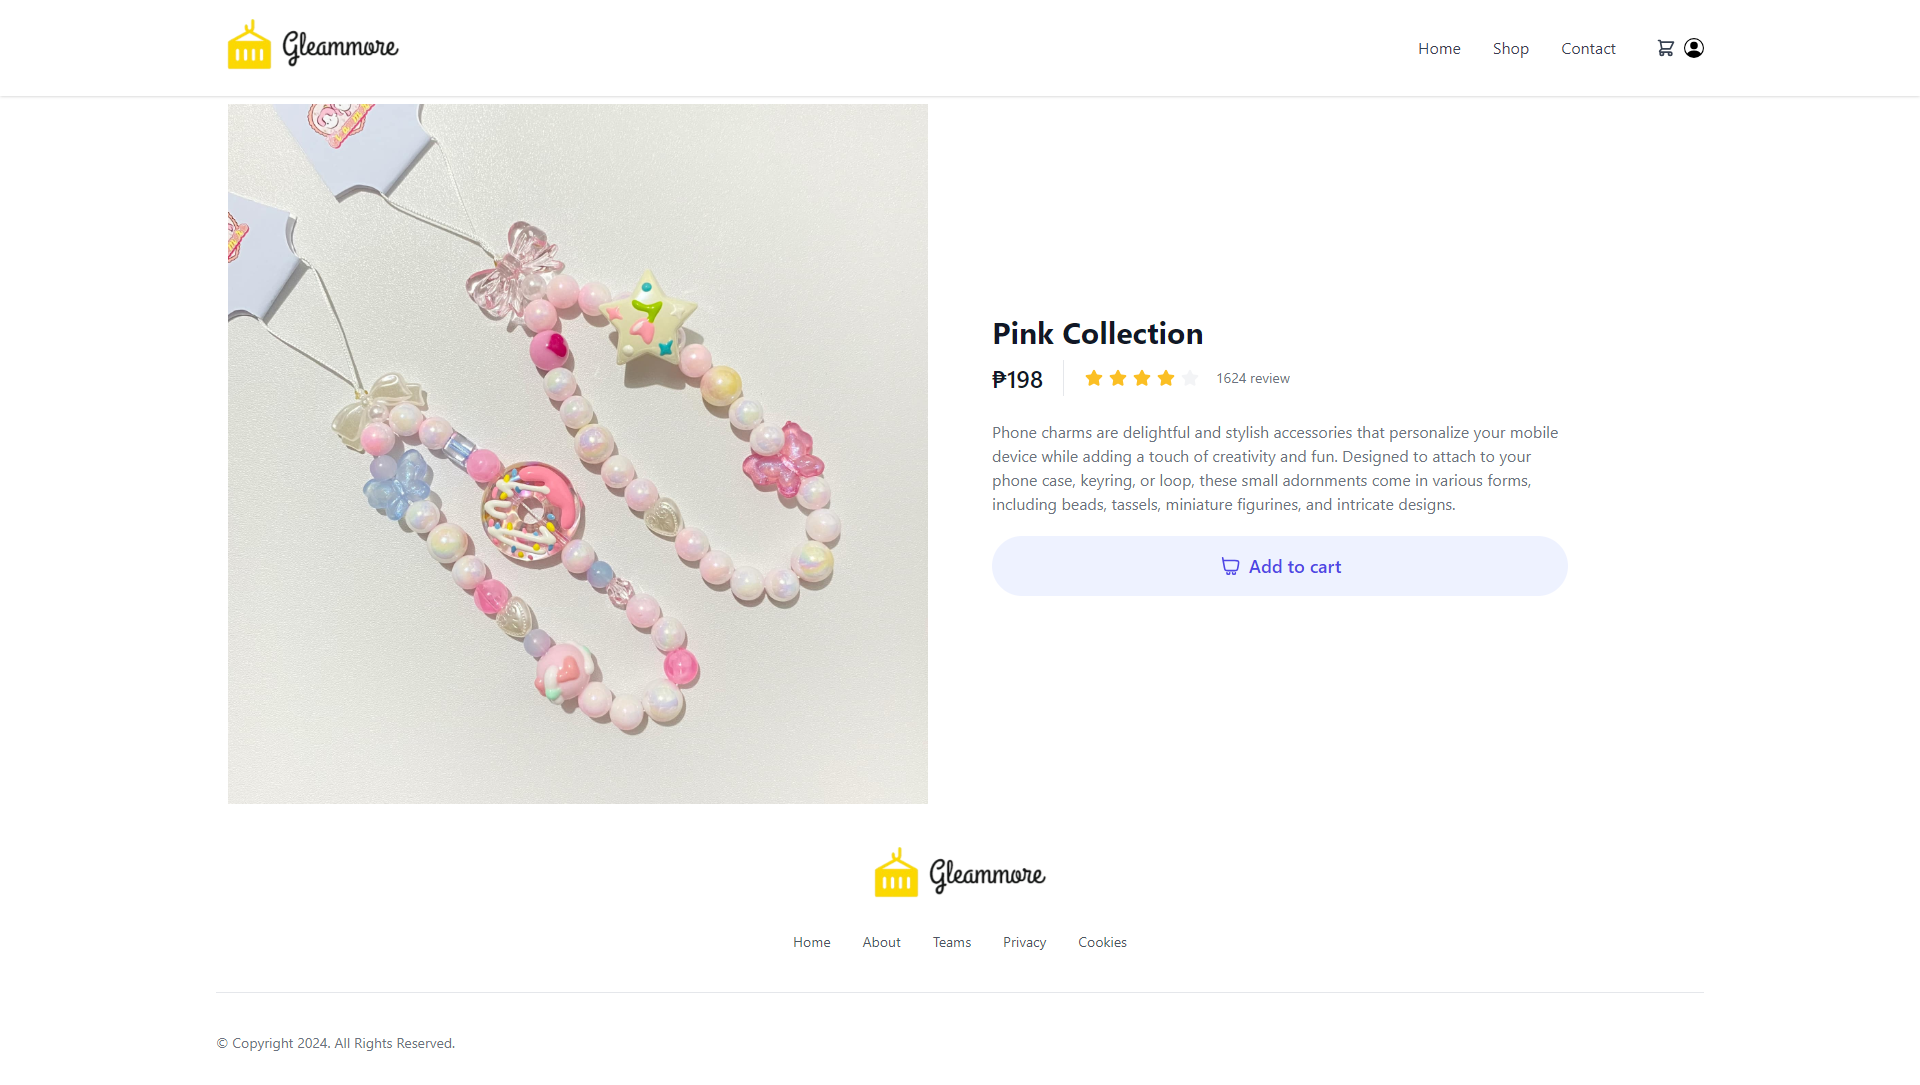 Gleammore
Home
Shop
Contact
Pink Collection
₱198
1624 review
Phone charms are delightful and stylish accessories that personalize your mobile
device while adding a touch of creativity and fun. Designed to attach to your
phone case, keyring, or loop, these small adornments come in various forms,
including beads, tassels, miniature figurines, and intricate designs.
Add to cart
Gleammore
Home
About
Teams
Privacy
Cookies
© Copyright 2024. All Rights Reserved.